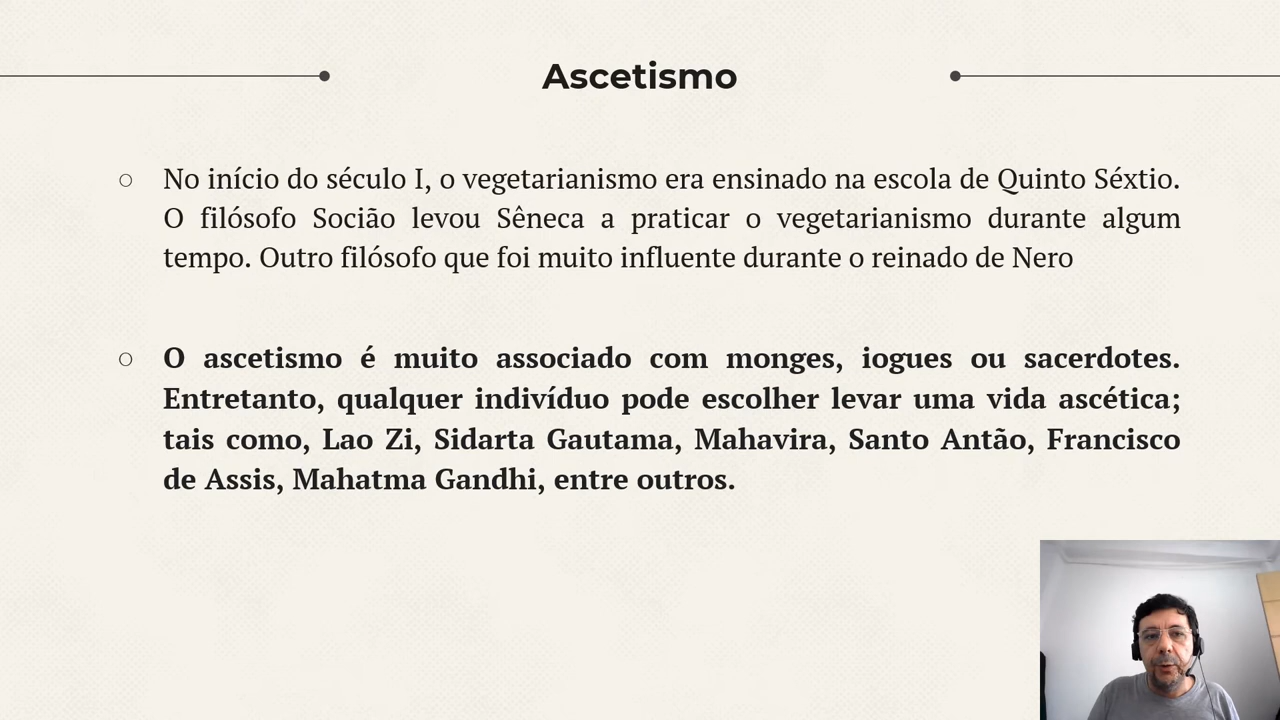 Ascetismo
No início do século I, o vegetarianismo era ensinado na escola de Quinto Séxtio.
O filósofo Socião levou Sêneca a praticar o vegetarianismo durante algum
tempo. Outro filósofo que foi muito influente durante o reinado de Nero
O ascetismo é muito associado com monges, iogues ou sacerdotes.
Entretanto, qualquer indivíduo pode escolher levar uma vida ascética;
tais como, Lao Zi, Sidarta Gautama, Mahavira, Santo Antão, Francisco
de Assis, Mahatma Gandhi, entre outros.